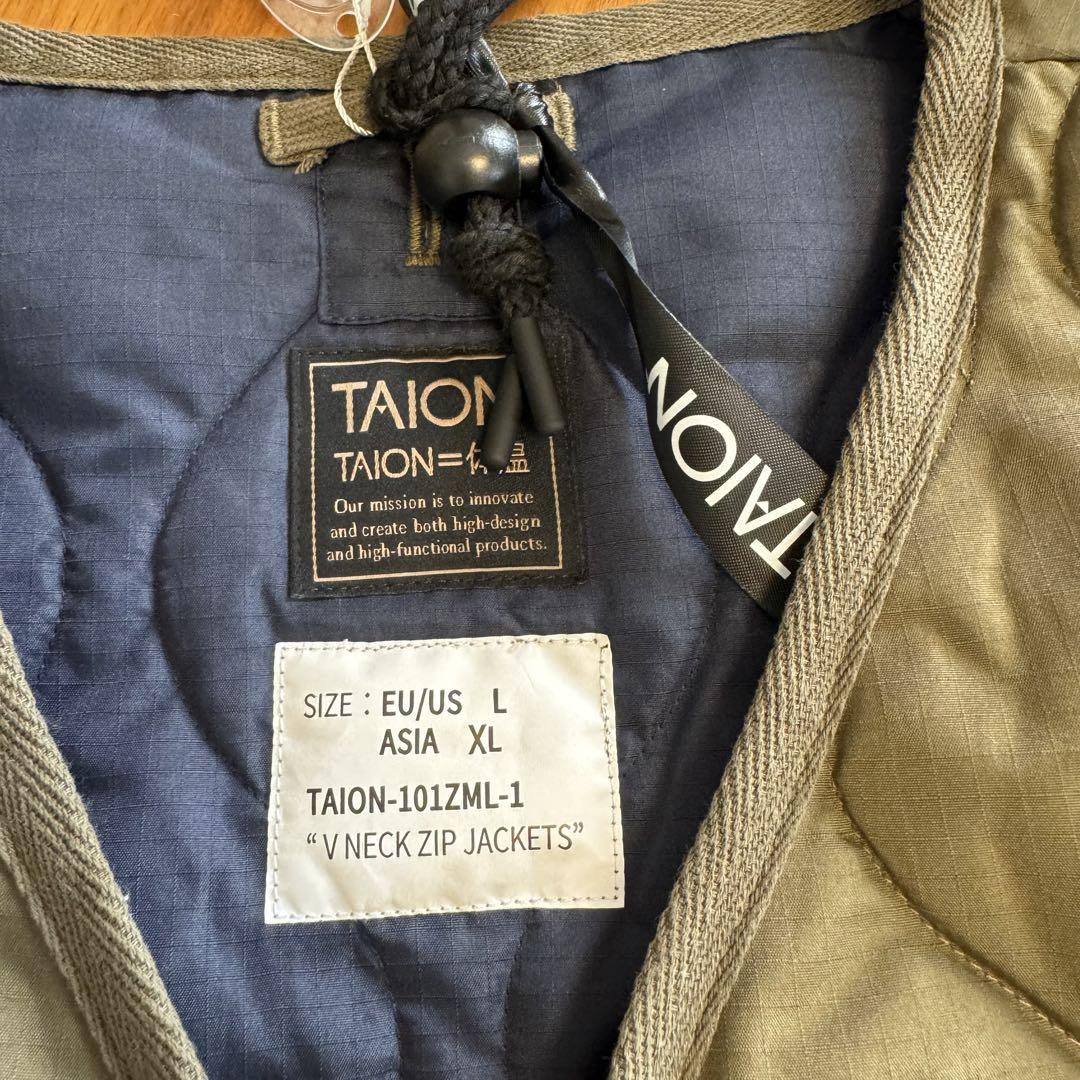 TAION
TAION=体温
Our mission is to innovate
and create both high-design
and high-functional products.
TAION
TAION
SIZE : EU/US L
ASIA XL
TAION-101ZML-1
“V NECK ZIP JACKETS”